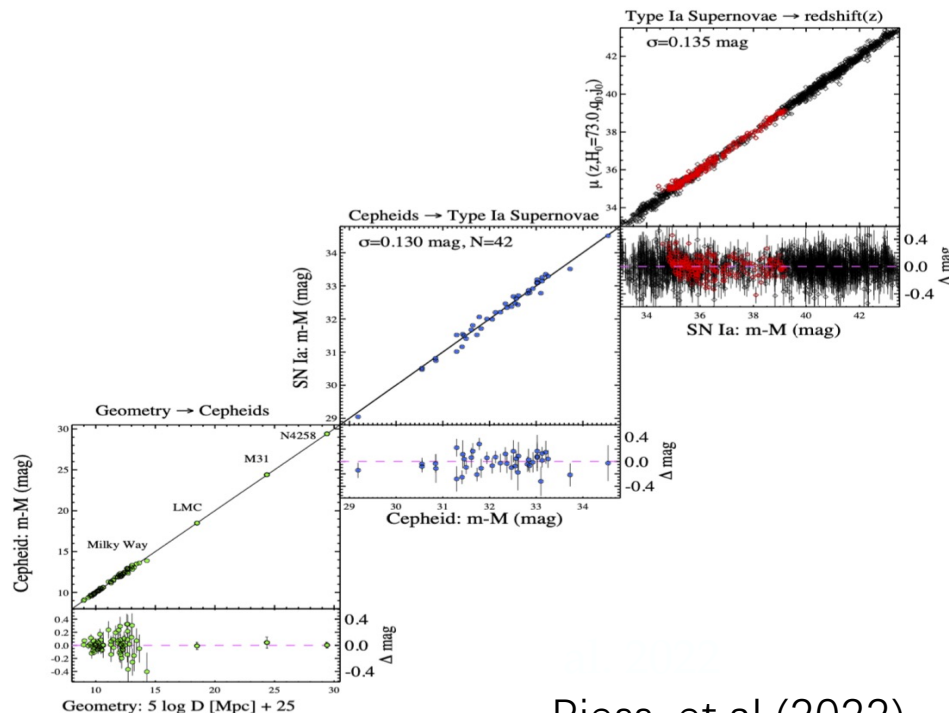 Type Ia Supernovae → redshift(z)
σ=0.135 mag
μ (z,H₀=73.0,q₀,j₀)
42
40
38
36
34
0.4
0.0
-0.4
Δ mag
34 36 38 40 42
SN Ia: m-M (mag)
Cepheids → Type Ia Supernovae
σ=0.130 mag, N=42
SN Ia: m-M (mag)
34
33
32
31
30
29
0.4
0.0
-0.4
Δ mag
29 30 31 32 33 34
Cepheid: m-M (mag)
Geometry → Cepheids
Cepheid: m-M (mag)
30
25
20
15
10
N4258
M31
LMC
Milky Way
0.4
0.2
0.0
-0.2
-0.4
0.4
0.0
-0.4
Δ mag
10 15 20 25 30
Geometry: 5 log D [Mpc] + 25
Riess, et al (2022)